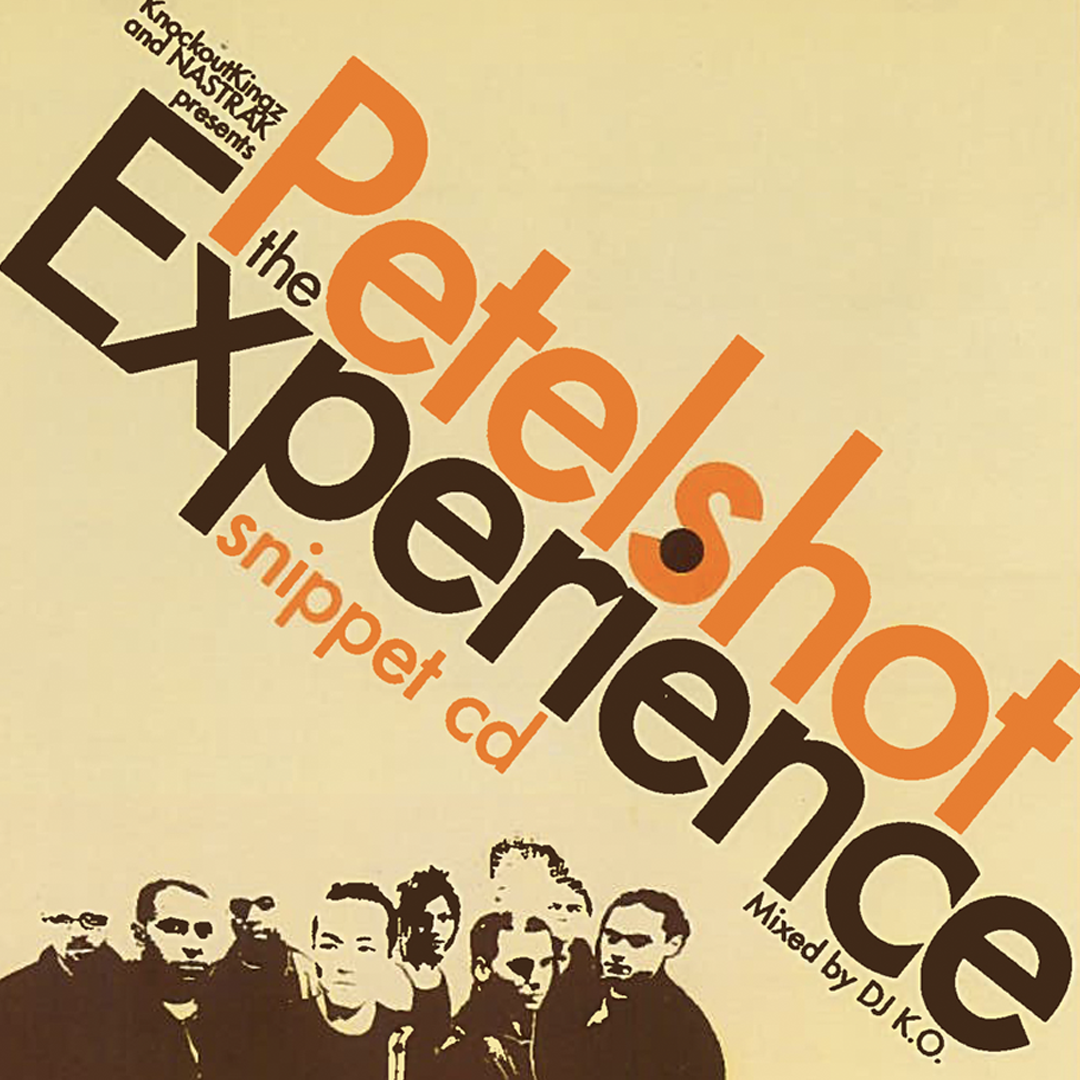 KnockoutKingz
and NASTRAK
presents
Petelshot
the
Experience
snippet cd
Mixed by DJ K.O.